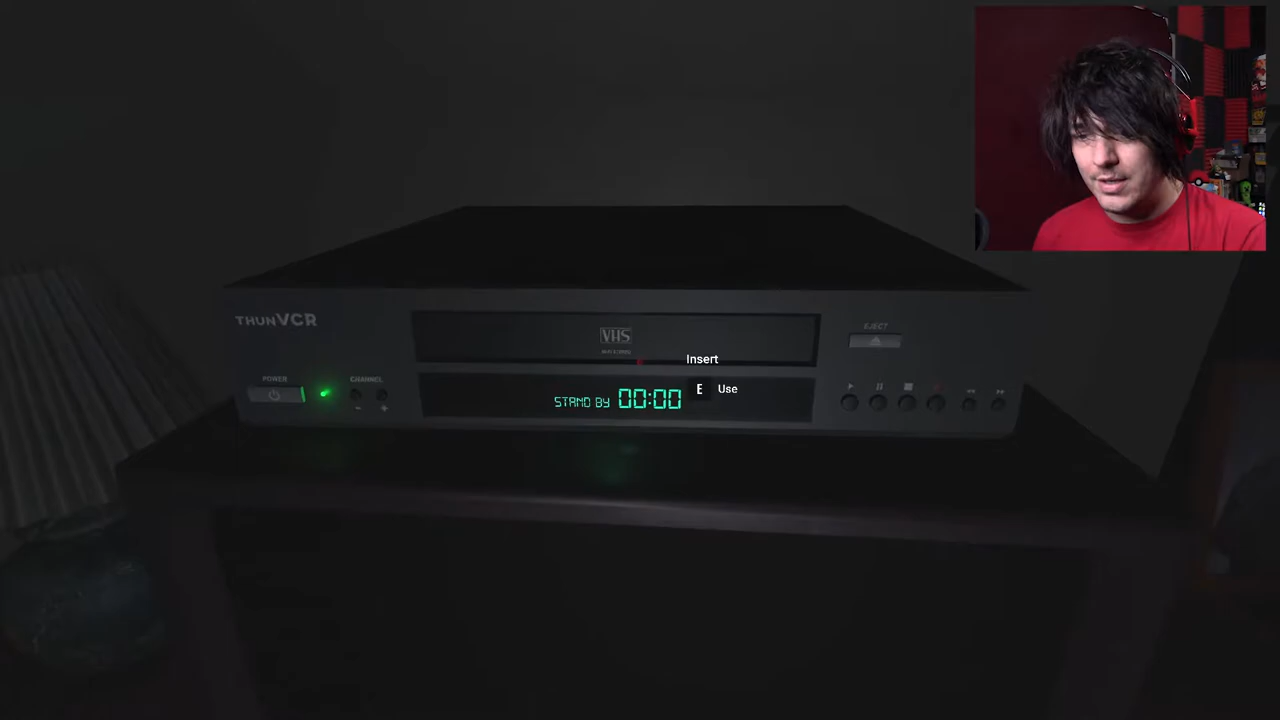 THUNVCR
VHS
EJECT
Insert
POWER
CHANNEL
E Use
STAND BY 00:00
- +